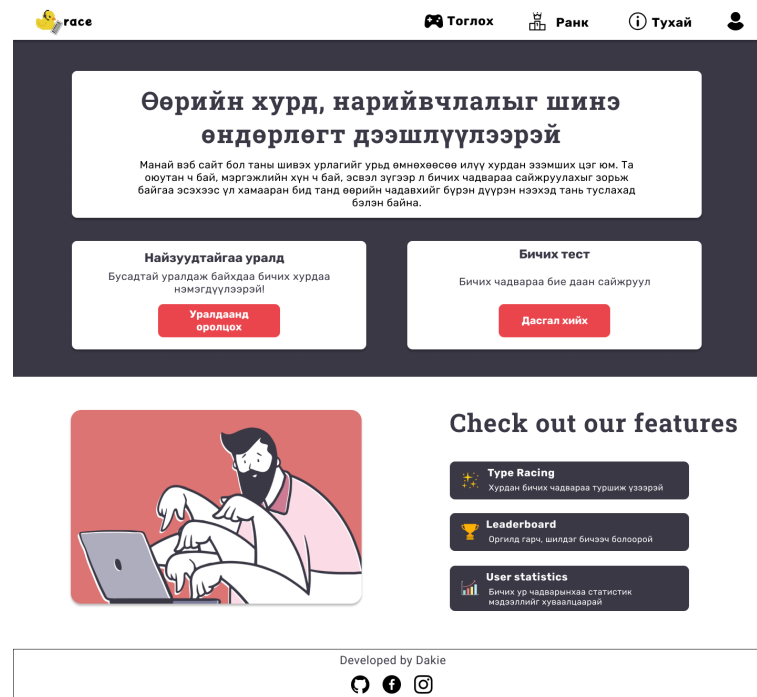 race
Тоглох
Ранк
Тухай
Өөрийн хурд, нарийвчлалыг шинэ
өндөрлөгт дээшлүүлээрэй
Манай вэб сайт бол таны шивэх урлагийг урьд өмнөхөөсөө илүү хурдан эзэмших цэг юм. Та
оюутан ч бай, мэргэжлийн хүн ч бай, эсвэл зүгээр л бичих чадвараа сайжруулахыг зорьж
байгаа эсэхээс үл хамааран бид танд өөрийн чадавхийг бүрэн дүүрэн нээхэд тань туслахад
бэлэн байна.
Найзуудтайгаа уралд
Бусадтай уралдаж байхдаа бичих хурдаа
нэмэгдүүлээрэй!
Уралдаанд
оролцох
Бичих тест
Бичих чадвараа бие даан сайжруул
Дасгал хийх
Check out our features
Type Racing
Хурдан бичих чадвараа туршиж үзээрэй
Leaderboard
Оргилд гарч, шилдэг бичээч болоорой
User statistics
Бичих ур чадварынхаа статистик
мэдээллийг хуваалцаарай
Developed by Dakie